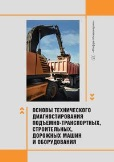 ОСНОВЫ ТЕХНИЧЕСКОГО
ДИАГНОСТИРОВАНИЯ
ПОДЪЕМНО-ТРАНСПОРТНЫХ,
СТРОИТЕЛЬНЫХ,
ДОРОЖНЫХ МАШИН
И ОБОРУДОВАНИЯ